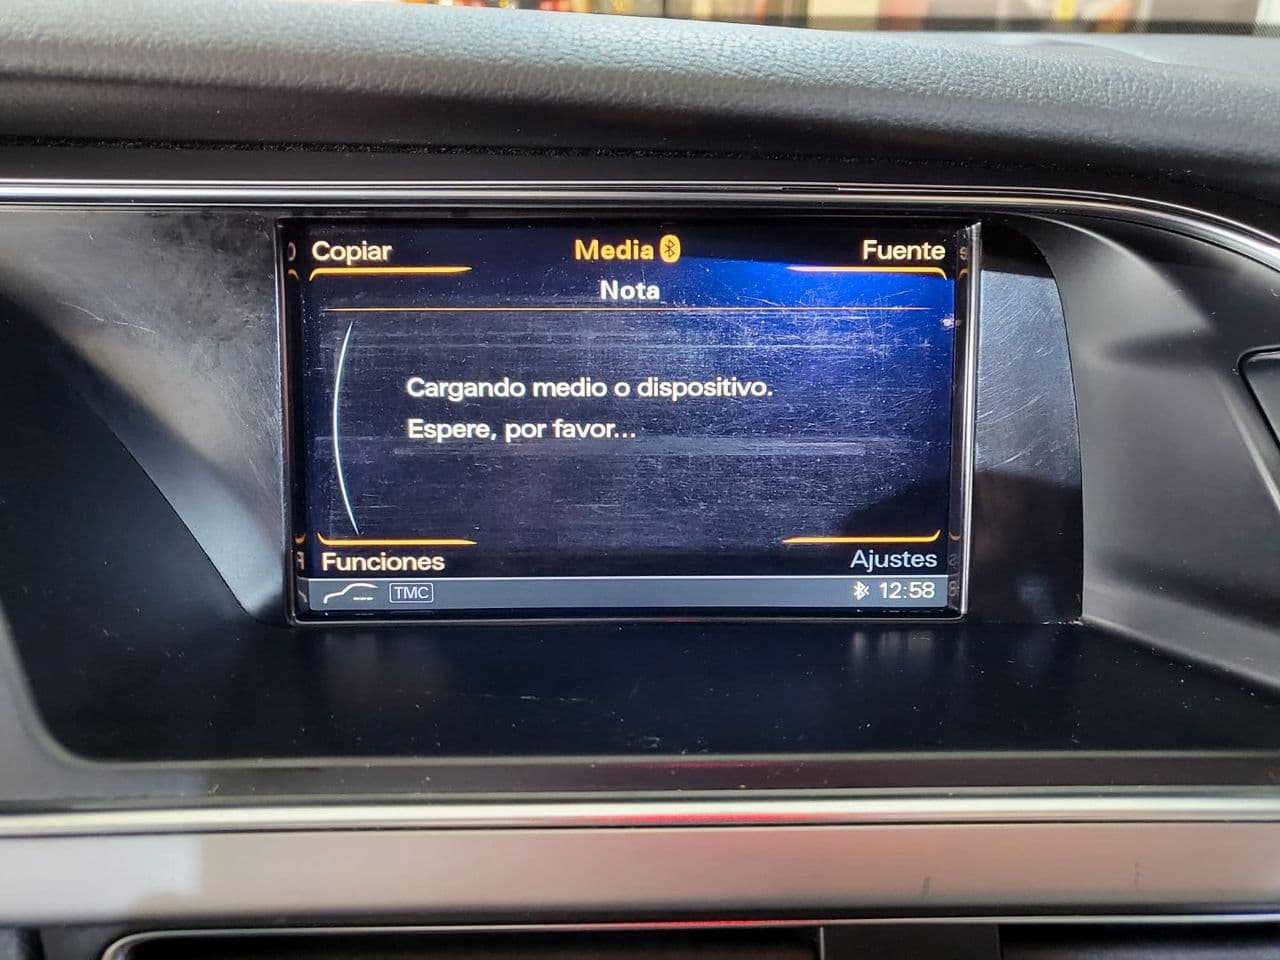 Copiar
Media
Fuente
Nota
Cargando medio o dispositivo.
Espere, por favor...
Funciones
Ajustes
TMC
12:58